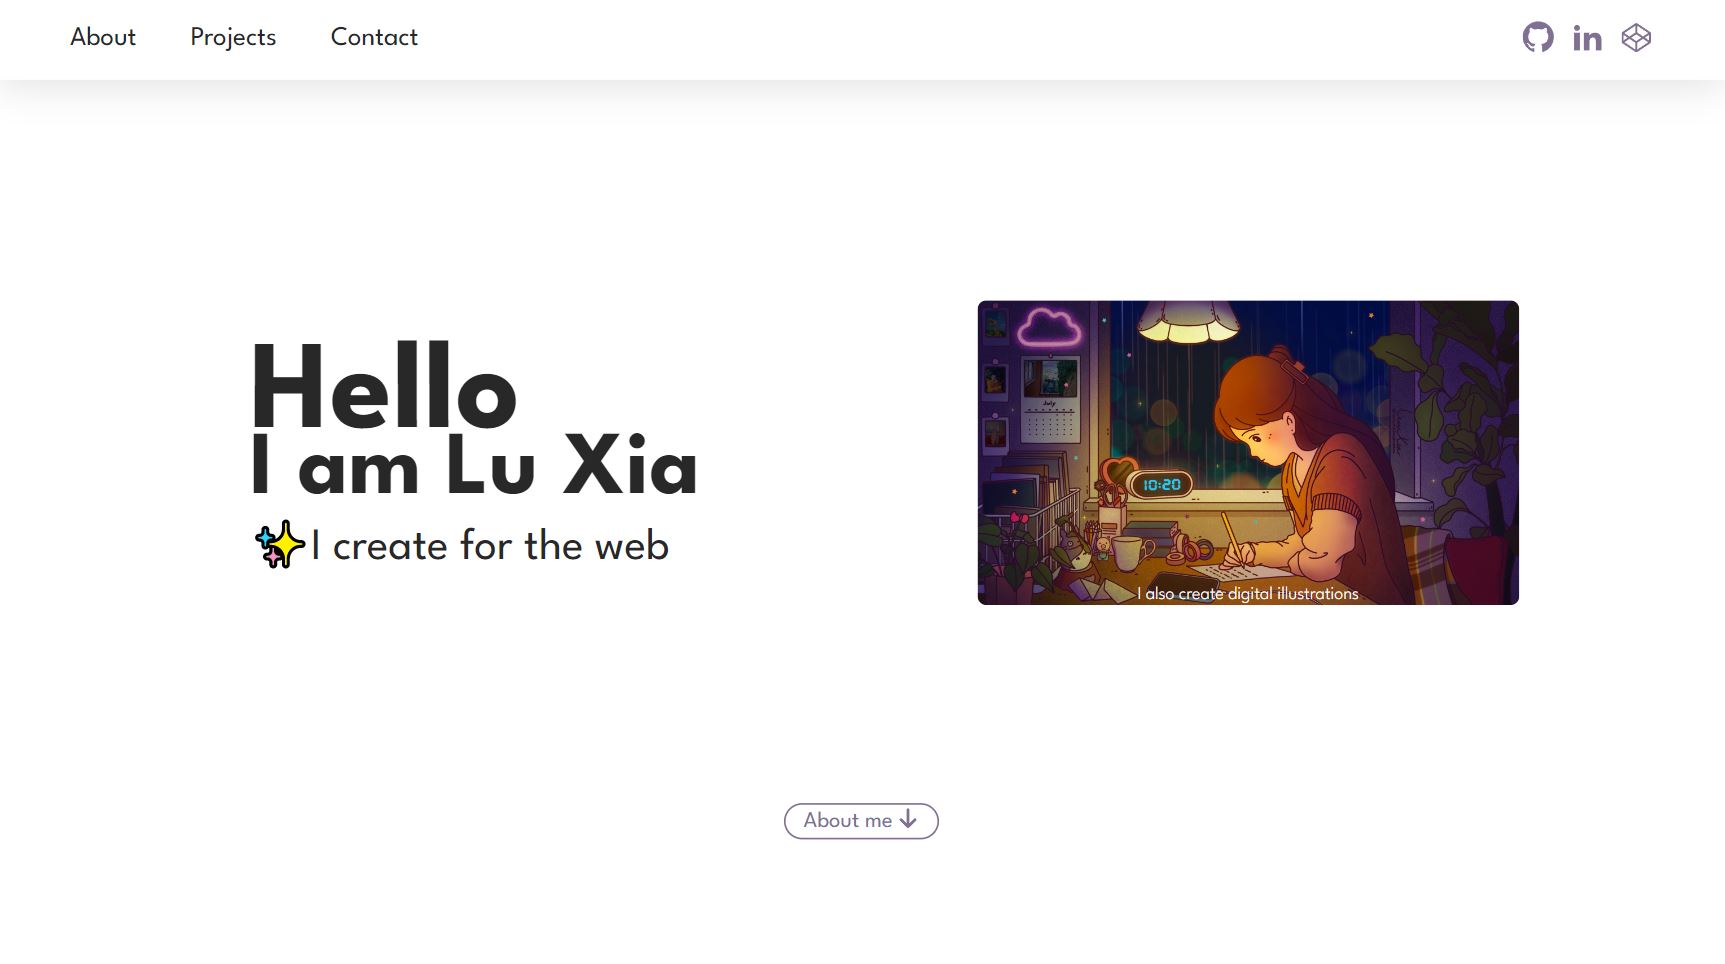 About
Projects
Contact
in
Hello
I am Lu Xia
I create for the web
July
10:20
I also create digital illustrations
About me